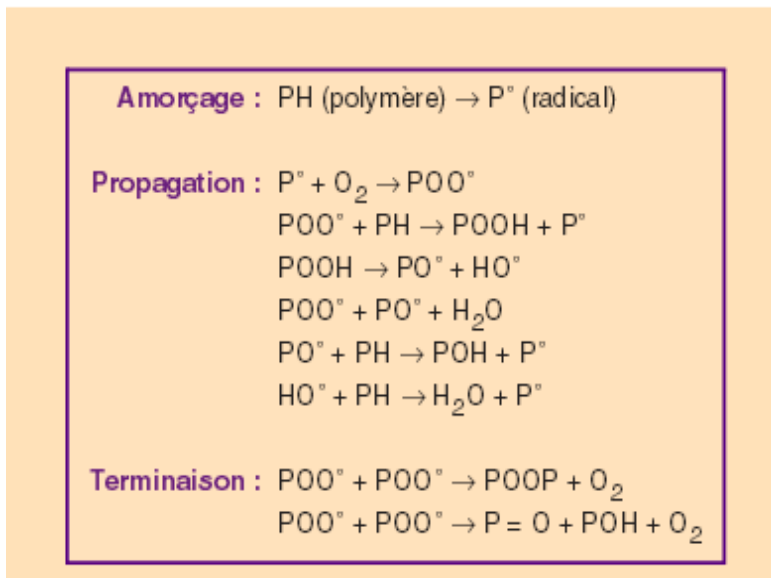 Amorçage : PH (polymère) → P° (radical)
Propagation : P° + O₂ → POO°
POO° + PH → POOH + P°
POOH → PO° + HO°
POO° + PO° + H₂O
PO° + PH → POH + P°
HO° + PH → H₂O + P°
Terminaison : POO° + POO° → POOP + O₂
POO° + POO° → P = O + POH + O₂